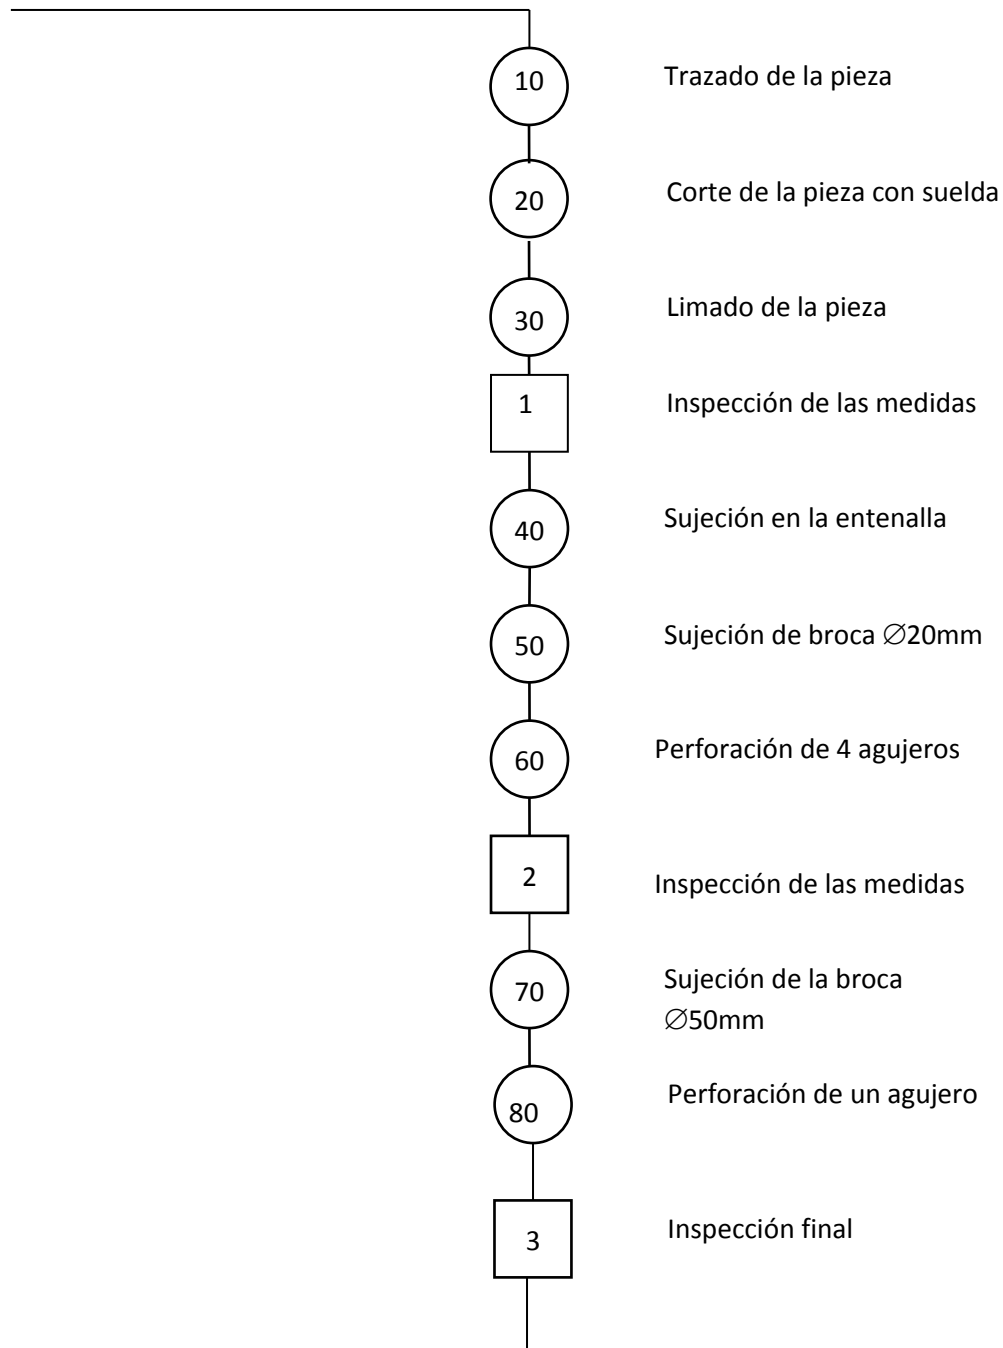 10
Trazado de la pieza
20
Corte de la pieza con suelda
30
Limado de la pieza
1
Inspección de las medidas
40
Sujeción en la entenalla
50
Sujeción de broca ∅20mm
60
Perforación de 4 agujeros
2
Inspección de las medidas
70
Sujeción de la broca
∅50mm
80
Perforación de un agujero
3
Inspección final